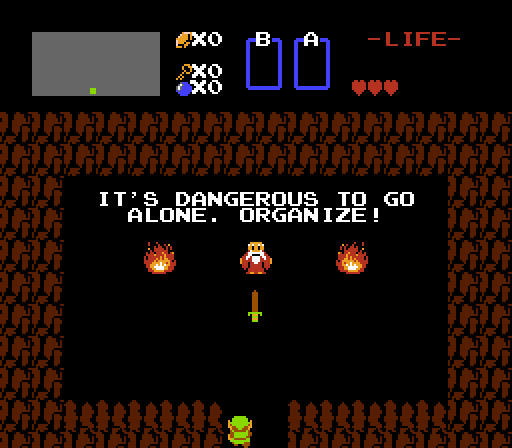 X0 B A -LIFE-
X0
X0
IT'S DANGEROUS TO GO
ALONE. ORGANIZE!